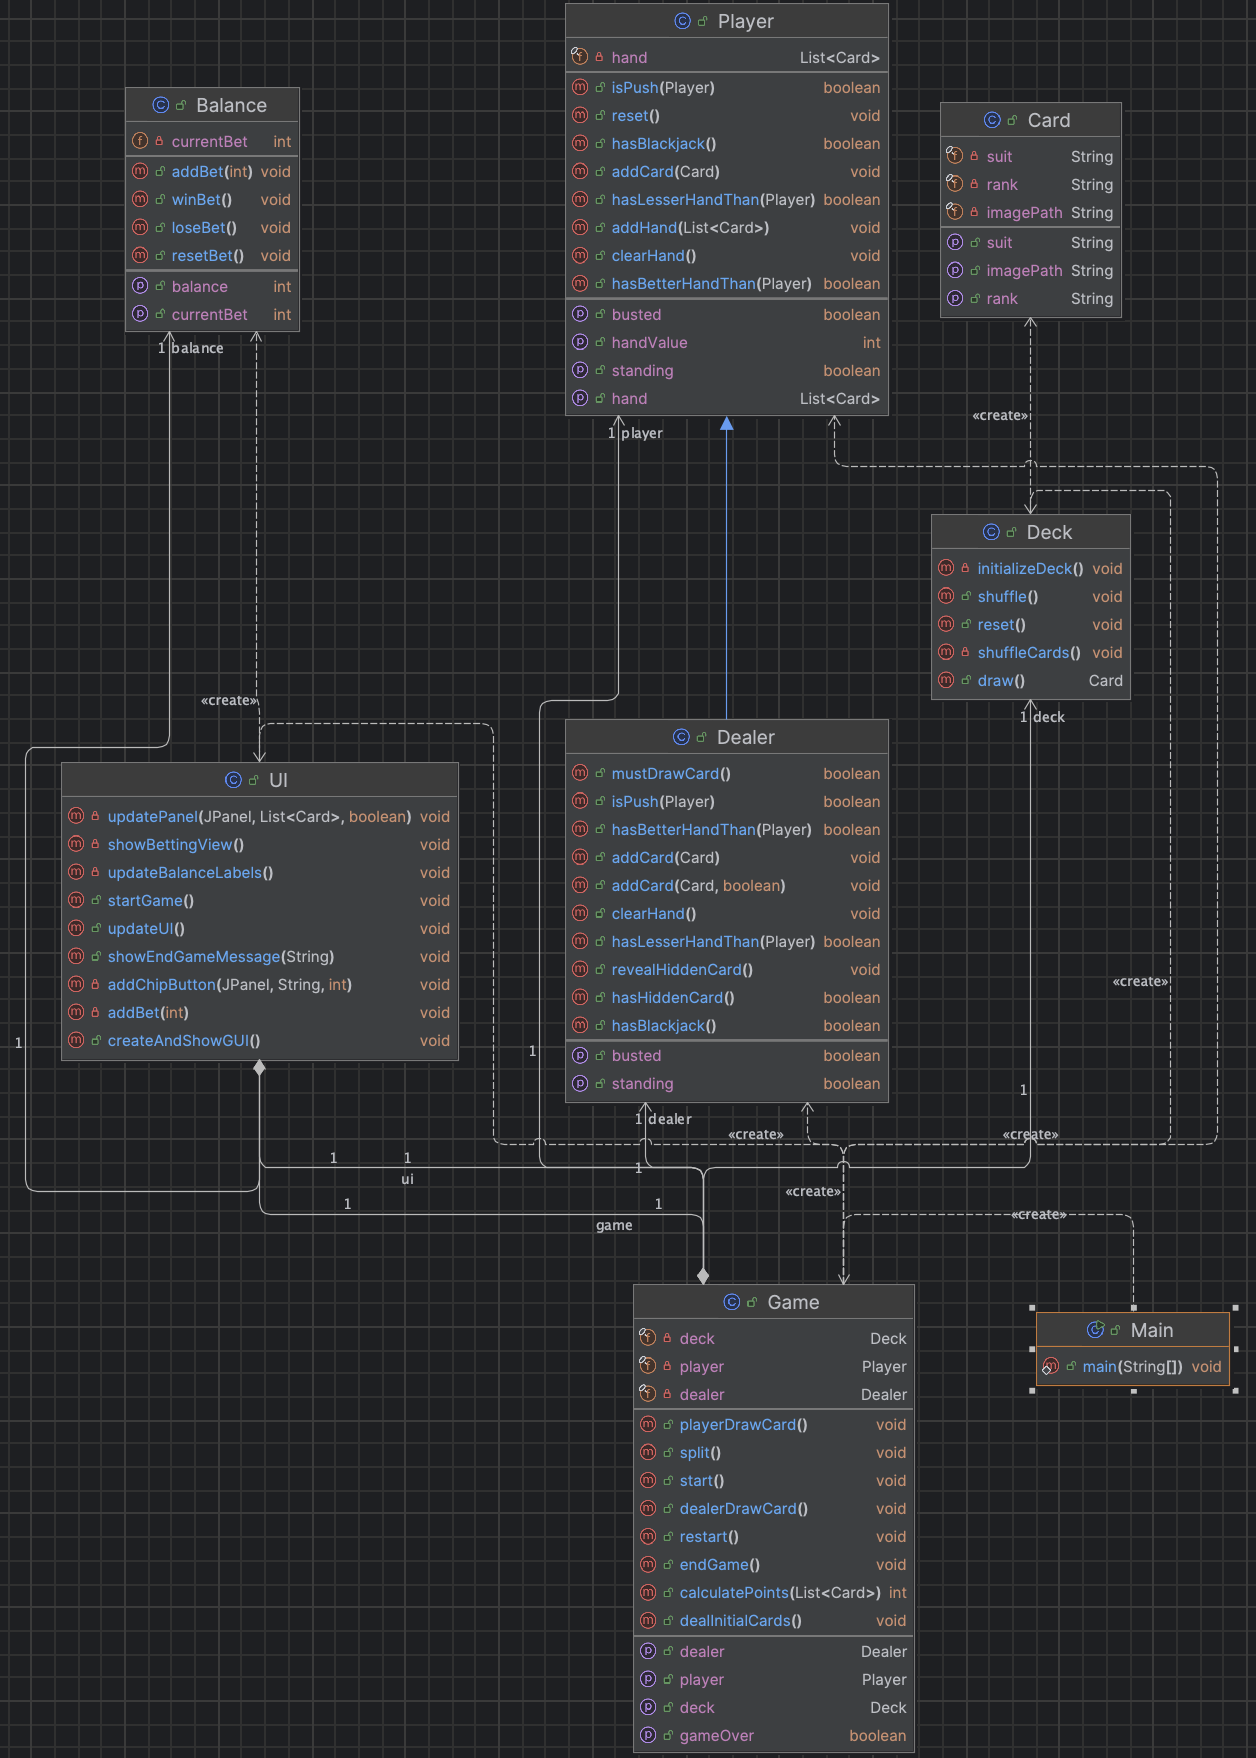 Player
hand List<Card>
isPush(Player) boolean
reset() void
hasBlackjack() boolean
addCard(Card) void
hasLesserHandThan(Player) boolean
addHand(List<Card>) void
clearHand() void
hasBetterHandThan(Player) boolean
busted boolean
handValue int
standing boolean
hand List<Card>
Balance
currentBet int
addBet(int) void
winBet() void
loseBet() void
resetBet() void
balance int
currentBet int
Card
suit String
rank String
imagePath String
suit String
imagePath String
rank String
1 balance
1 player
«create»
Deck
initializeDeck() void
shuffle() void
reset() void
shuffleCards() void
draw() Card
«create»
1 deck
UI
updatePanel(JPanel, List<Card>, boolean) void
showBettingView() void
updateBalanceLabels() void
startGame() void
updateUI() void
showEndGameMessage(String) void
addChipButton(JPanel, String, int) void
addBet(int) void
createAndShowGUI() void
Dealer
mustDrawCard() boolean
isPush(Player) boolean
hasBetterHandThan(Player) boolean
addCard(Card) void
addCard(Card, boolean) void
clearHand() void
hasLesserHandThan(Player) boolean
revealHiddenCard() void
hasHiddenCard() boolean
hasBlackjack() boolean
busted boolean
standing boolean
«create»
1
1
1
1 dealer
«create»
«create»
1
1
1
ui
«create»
1
1
game
«create»
Game
deck Deck
player Player
dealer Dealer
playerDrawCard() void
split() void
start() void
dealerDrawCard() void
restart() void
endGame() void
calculatePoints(List<Card>) int
dealInitialCards() void
dealer Dealer
player Player
deck Deck
gameOver boolean
Main
main(String[]) void